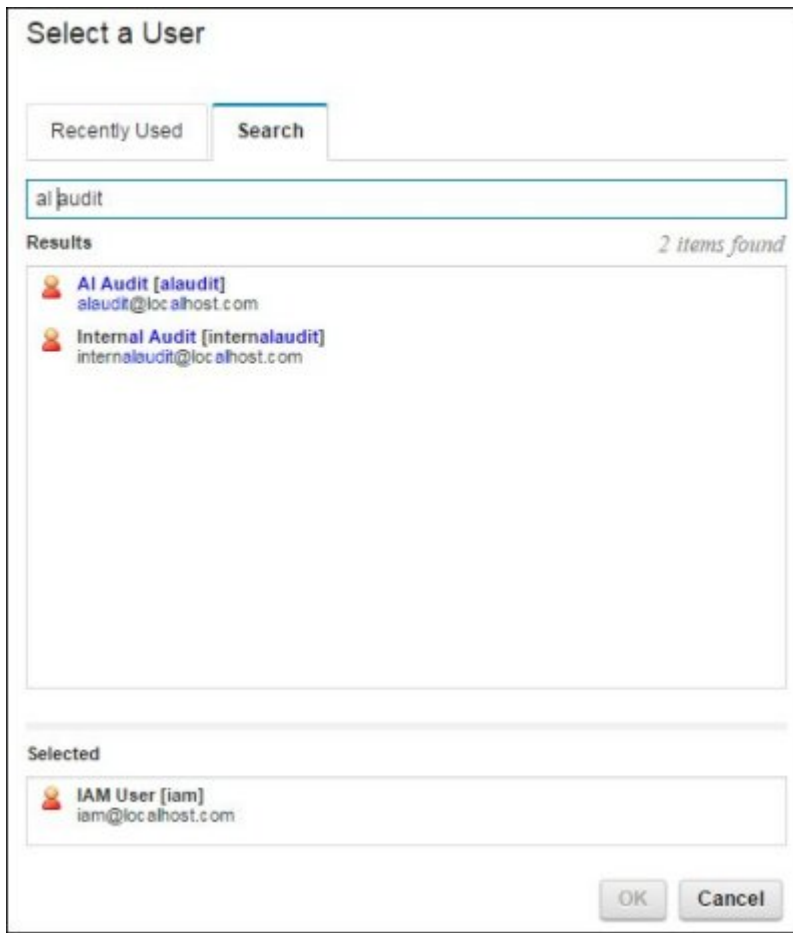 Select a User
Recently Used Search
al audit
Results 2 items found
Al Audit [alaudit]
alaudit@localhost.com
Internal Audit [internalaudit]
internalaudit@localhost.com
Selected
IAM User [iam]
iam@localhost.com
OK Cancel